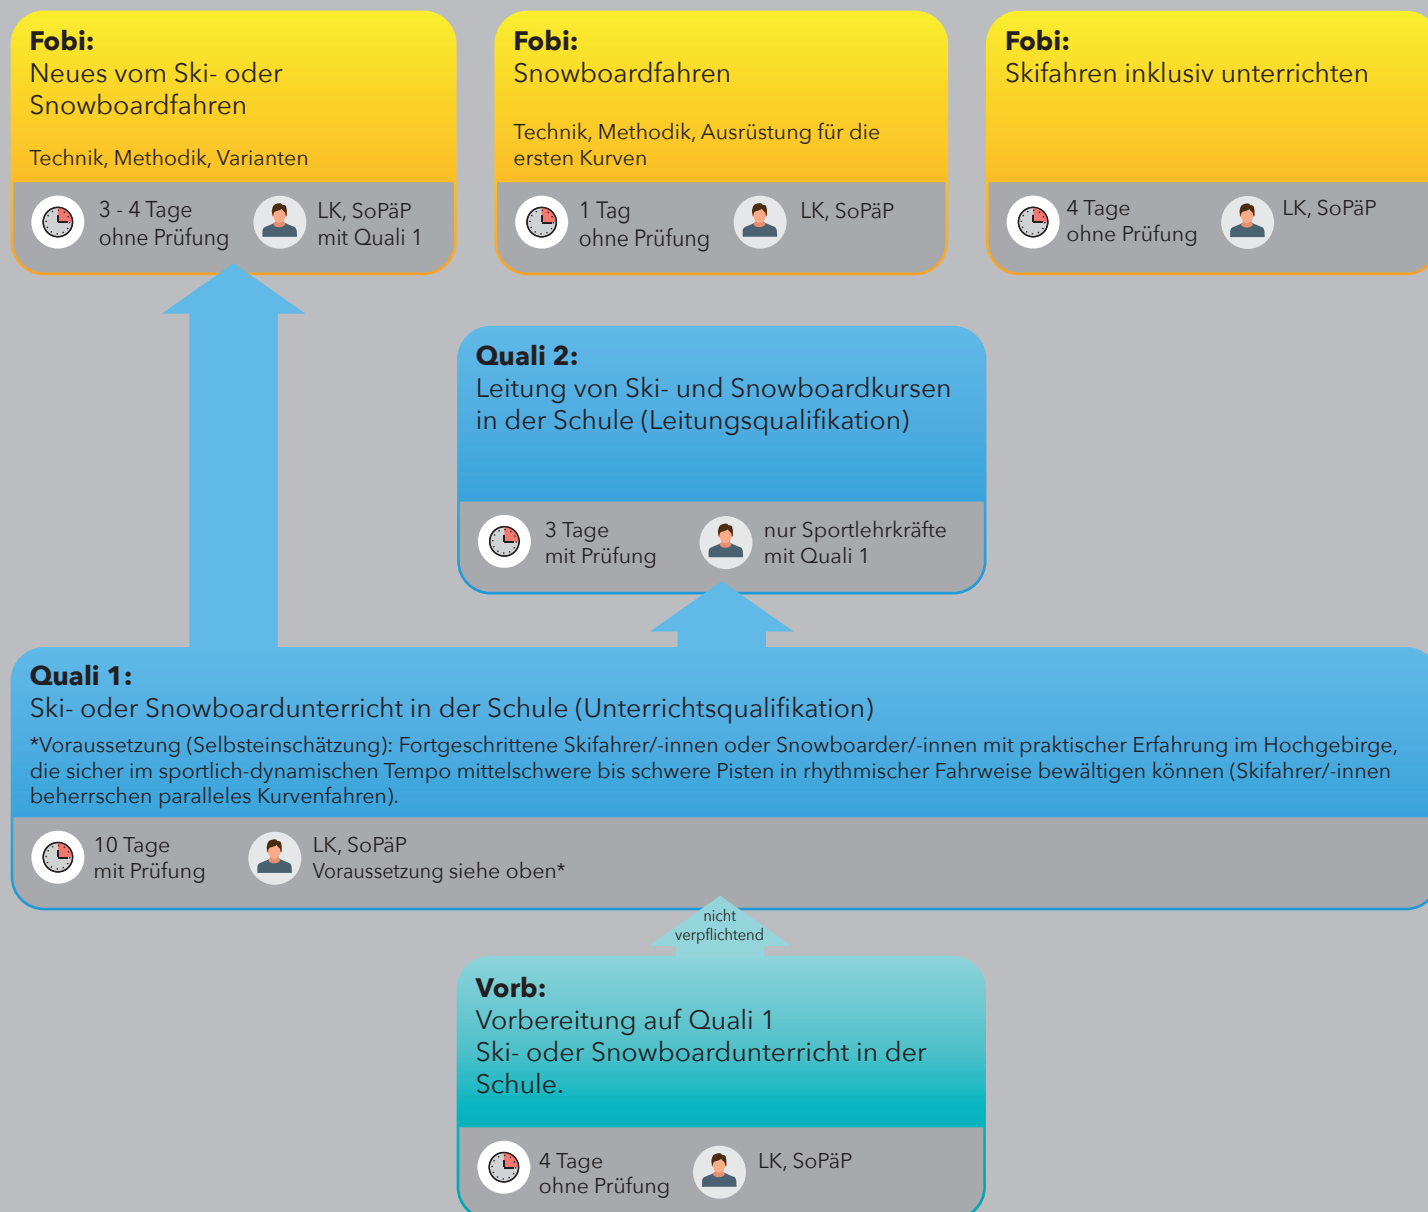 Fobi:
Neues vom Ski- oder
Snowboardfahren
Technik, Methodik, Varianten
3 - 4 Tage
ohne Prüfung
LK, SoPäP
mit Quali 1
Fobi:
Snowboardfahren
Technik, Methodik, Ausrüstung für die
ersten Kurven
1 Tag
ohne Prüfung
LK, SoPäP
Fobi:
Skifahren inklusiv unterrichten
4 Tage
ohne Prüfung
LK, SoPäP
Quali 2:
Leitung von Ski- und Snowboardkursen
in der Schule (Leitungsqualifikation)
3 Tage
mit Prüfung
nur Sportlehrkräfte
mit Quali 1
Quali 1:
Ski- oder Snowboardunterricht in der Schule (Unterrichtsqualifikation)
*Voraussetzung (Selbsteinschätzung): Fortgeschrittene Skifahrer/-innen oder Snowboarder/-innen mit praktischer Erfahrung im Hochgebirge,
die sicher im sportlich-dynamischen Tempo mittelschwere bis schwere Pisten in rhythmischer Fahrweise bewältigen können (Skifahrer/-innen
beherrschen paralleles Kurvenfahren).
10 Tage
mit Prüfung
LK, SoPäP
Voraussetzung siehe oben*
nicht
verpflichtend
Vorb:
Vorbereitung auf Quali 1
Ski- oder Snowboardunterricht in der
Schule.
4 Tage
ohne Prüfung
LK, SoPäP